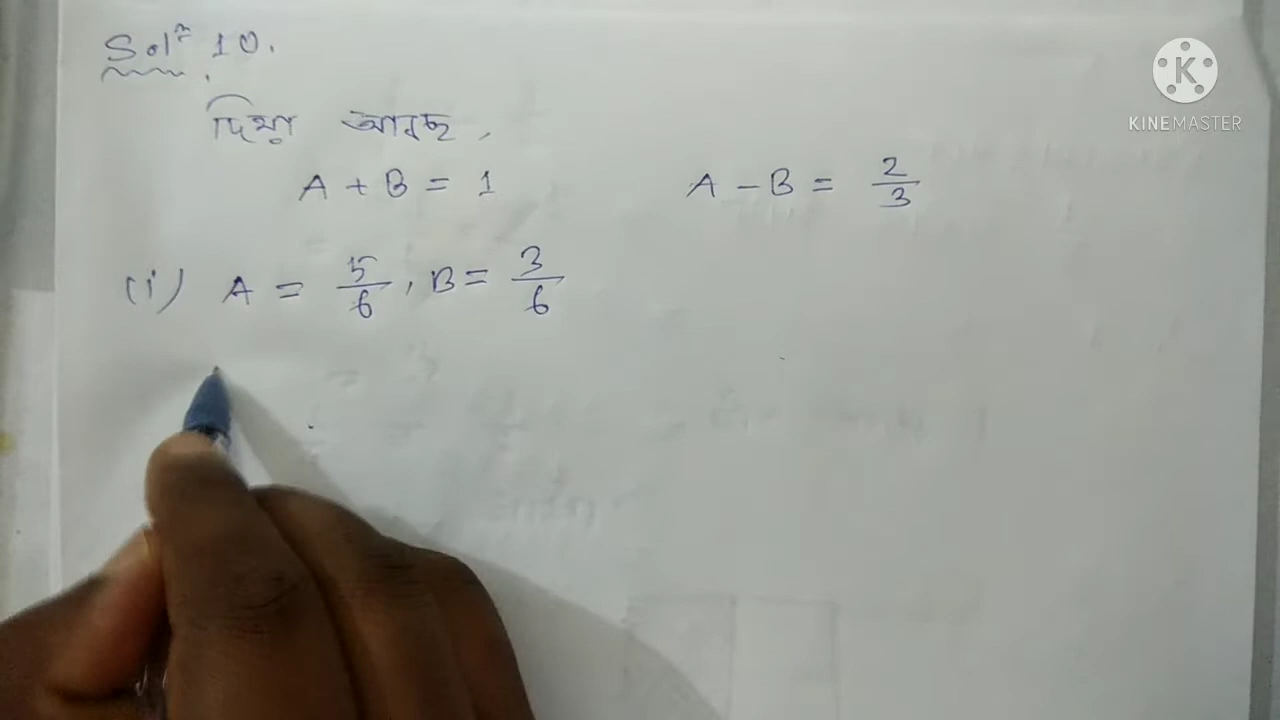 Solⁿ 10.
দিয়া আছে,
A + B = 1 A - B = 2/3
(i) A = 5/6, B = 3/6
KINEMASTER